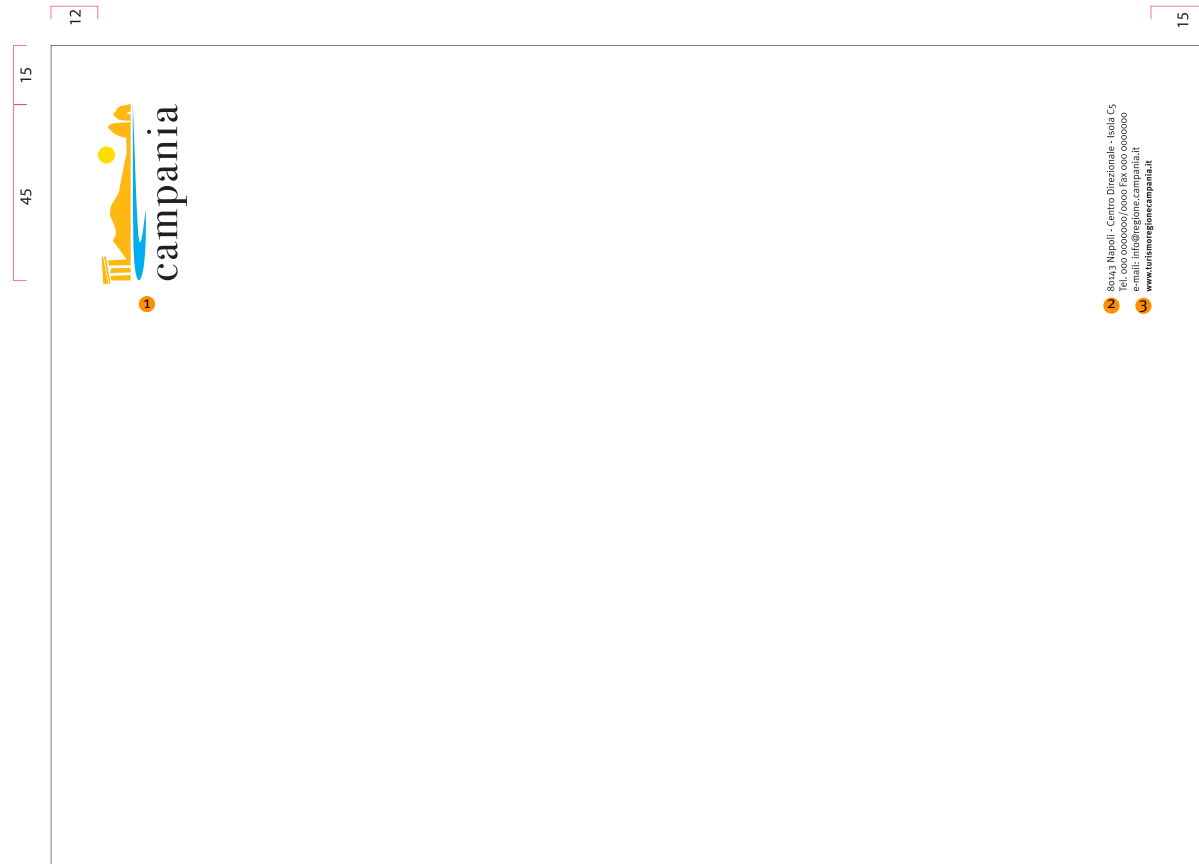 12
15
15
45
campania
1
80143 Napoli - Centro Direzionale - Isola C5
Tel. 000 0000000/0000 Fax 000 0000000
e-mail: info@regione.campania.it
www.turismoregionecampania.it
2
3